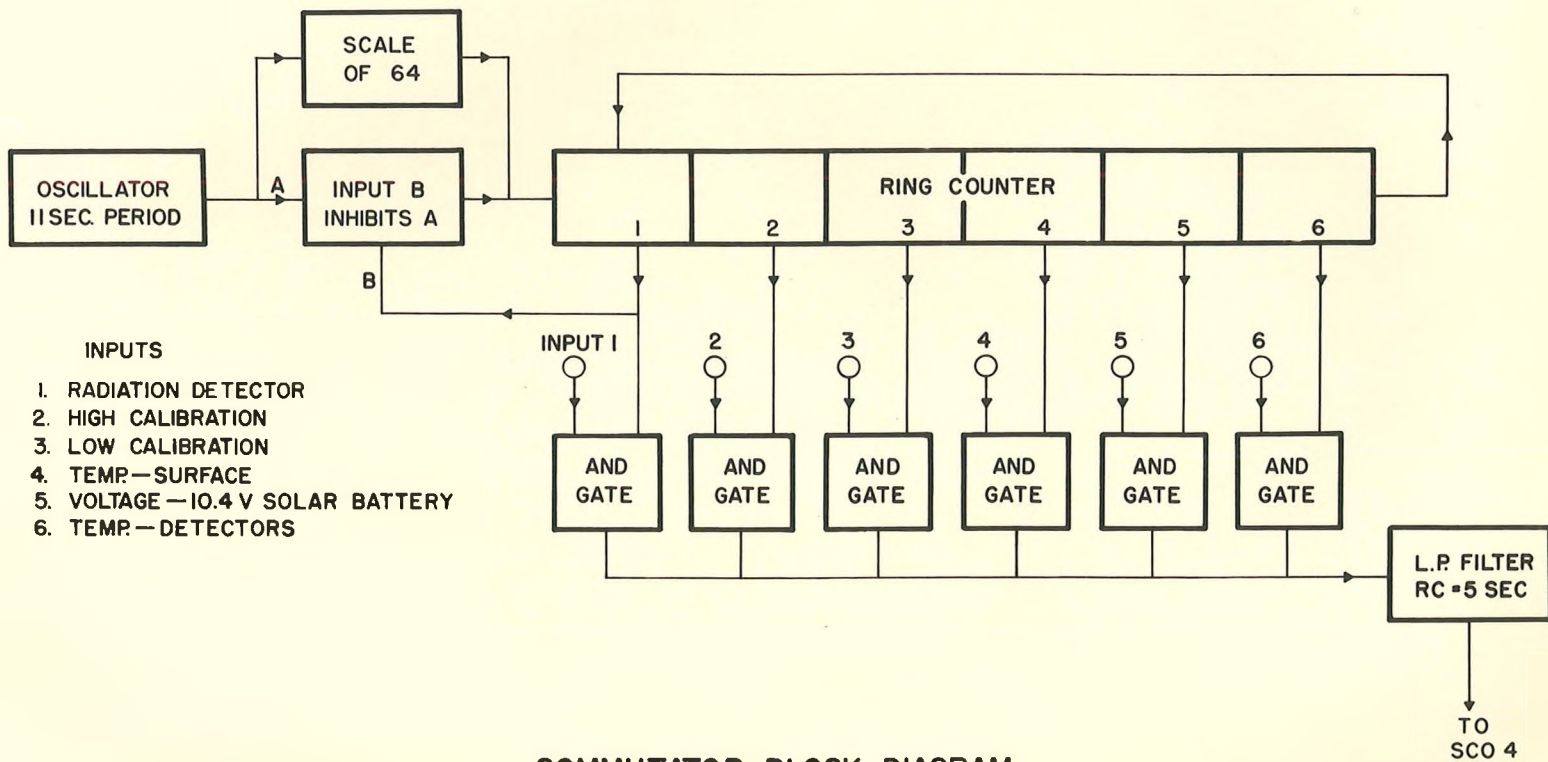 SCALE
OF 64
OSCILLATOR
11 SEC. PERIOD
A
INPUT B
INHIBITS A
B
RING COUNTER
1 2 3 4 5 6
INPUT 1 2 3 4 5 6
INPUTS
1. RADIATION DETECTOR
2. HIGH CALIBRATION
3. LOW CALIBRATION
4. TEMP.—SURFACE
5. VOLTAGE—10.4 V SOLAR BATTERY
6. TEMP.—DETECTORS
AND
GATE
AND
GATE
AND
GATE
AND
GATE
AND
GATE
AND
GATE
L.P. FILTER
RC = 5 SEC
TO
SCO 4
COMMUTATOR BLOCK DIAGRAM